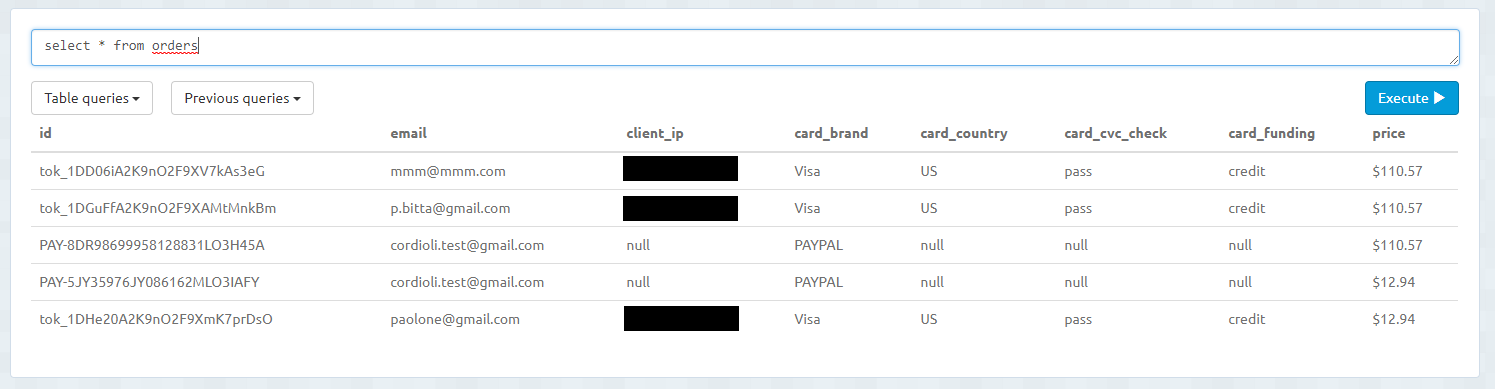 select * from orders
Table queries Previous queries Execute
id email client_ip card_brand card_country card_cvc_check card_funding price
tok_1DD06iA2K9nO2F9XV7kAs3eG mmm@mmm.com Visa US pass credit $110.57
tok_1DGuFfA2K9nO2F9XAMtMnkBm p.bitta@gmail.com Visa US pass credit $110.57
PAY-8DR98699958128831LO3H45A cordioli.test@gmail.com null PAYPAL null null null $110.57
PAY-5JY35976JY086162MLO3IAFY cordioli.test@gmail.com null PAYPAL null null null $12.94
tok_1DHe20A2K9nO2F9XmK7prDsO paolone@gmail.com Visa US pass credit $12.94